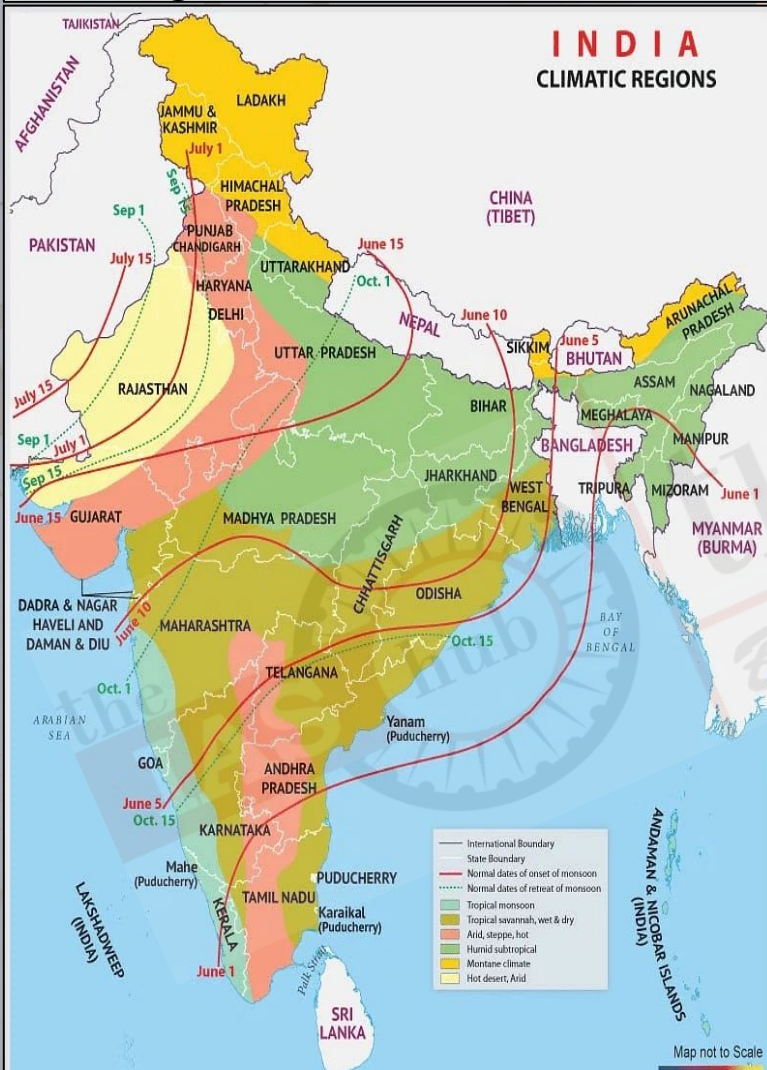 INDIA
CLIMATIC REGIONS
TAJIKISTAN
AFGHANISTAN
LADAKH
JAMMU &
KASHMIR
July 1
Sep 15
HIMACHAL
PRADESH
CHINA
(TIBET)
Sep 1
PUNJAB
CHANDIGARH
PAKISTAN
July 15
June 15
UTTARAKHAND
Oct. 1
HARYANA
DELHI
NEPAL
June 10
ARUNACHAL
PRADESH
SIKKIM
June 5
BHUTAN
UTTAR PRADESH
RAJASTHAN
ASSAM
NAGALAND
July 15
BIHAR
MEGHALAYA
Sep 1
July 1
BANGLADESH
MANIPUR
Sep 15
JHARKHAND
WEST
BENGAL
TRIPURA
MIZORAM
June 1
June 15
GUJARAT
MADHYA PRADESH
MYANMAR
(BURMA)
CHHATTISGARH
ODISHA
DADRA & NAGAR
HAVELI AND
DAMAN & DIU
June 10
MAHARASHTRA
BAY
OF
BENGAL
Oct. 15
TELANGANA
Oct. 1
the
hub
IAS
ARABIAN
SEA
Yanam
(Puducherry)
GOA
ANDHRA
PRADESH
June 5
Oct. 15
KARNATAKA
Mahe
(Puducherry)
PUDUCHERRY
TAMIL NADU
KERALA
Karaikal
(Puducherry)
LAKSHADWEEP
(INDIA)
June 1
Palk Strait
SRI
LANKA
ANDAMAN & NICOBAR ISLANDS
(INDIA)
International Boundary
State Boundary
Normal dates of onset of monsoon
Normal dates of retreat of monsoon
Tropical monsoon
Tropical savannah, wet & dry
Arid, steppe, hot
Humid subtropical
Montane climate
Hot desert, Arid
Map not to Scale